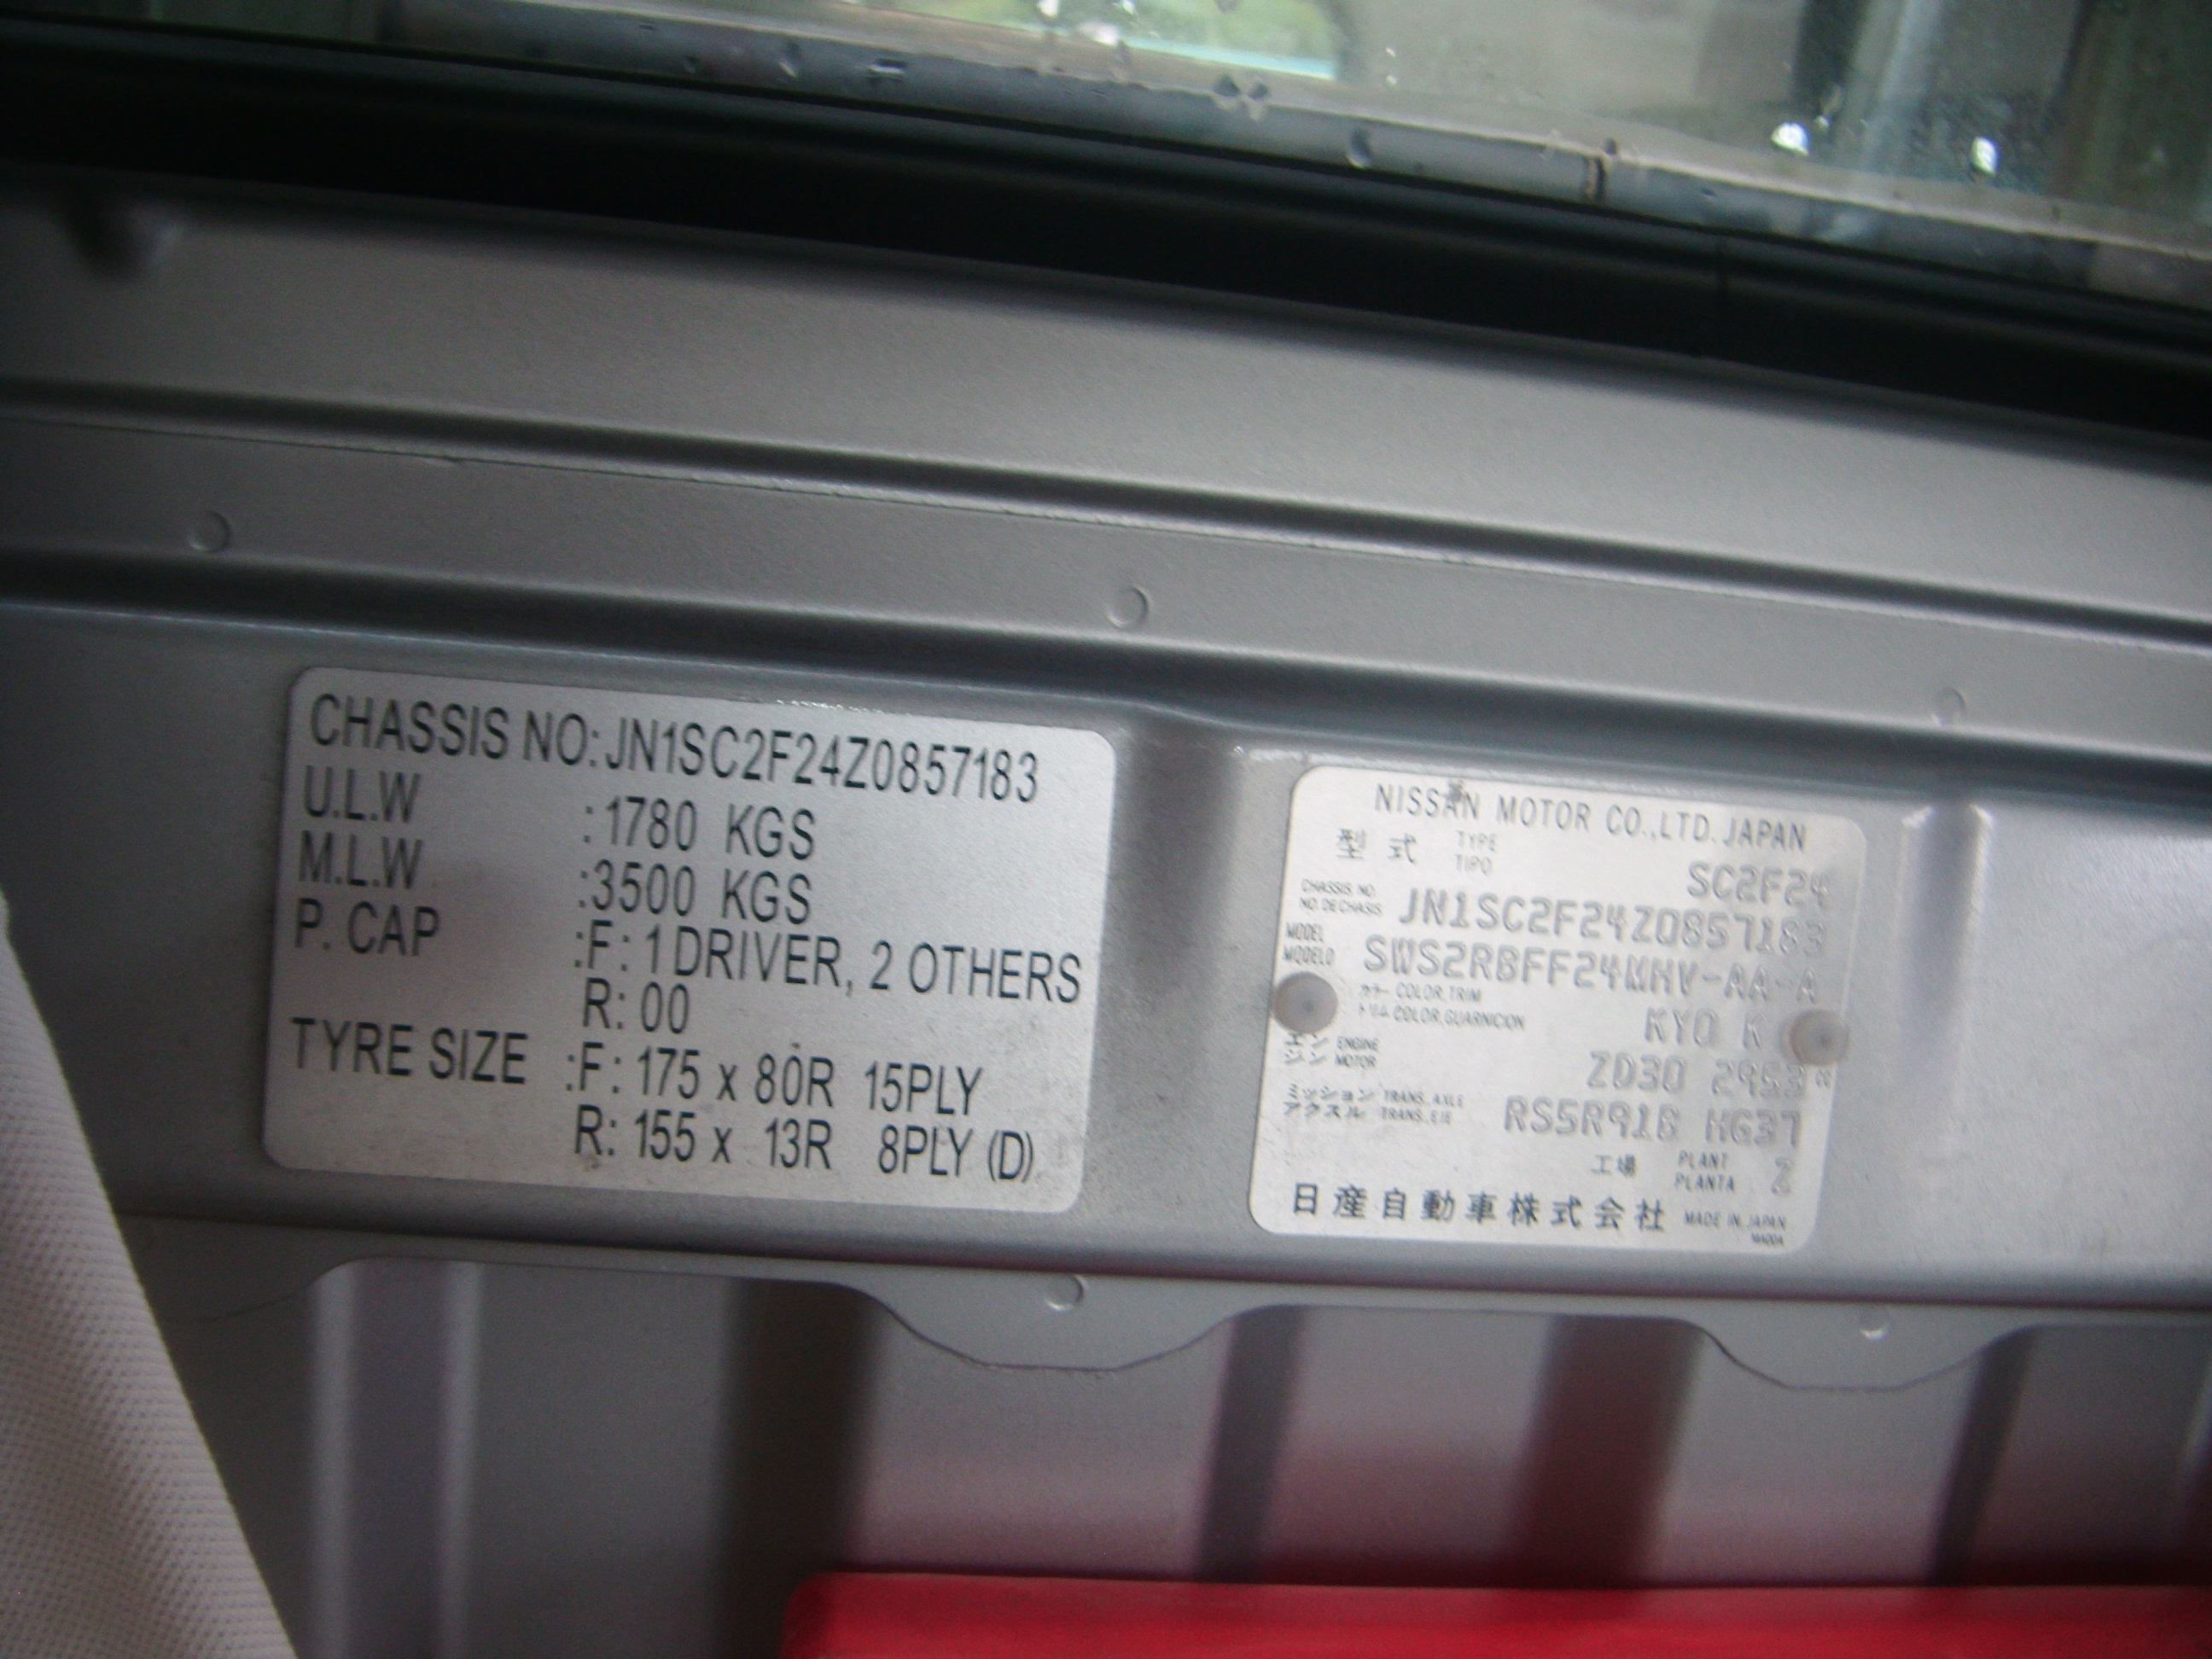 CHASSIS NO:JN1SC2F24Z0857183
U.L.W :1780 KGS
M.L.W :3500 KGS
P. CAP :F: 1 DRIVER, 2 OTHERS
R: 00
TYRE SIZE :F: 175 x 80R 15PLY
R: 155 x 13R 8PLY (D)
NISSAN MOTOR CO.,LTD. JAPAN
型式 TYPE
TIPO SC2F24
CHASSIS NO.
NO. DE CHASIS JN1SC2F24Z0857183
MODEL
MODELO SWS2RBFF24MHV-AA-A
カラー COLOR, TRIM
トリム COLOR, GUARNICION KY0 K
エン ENGINE
ジン MOTOR ZD30 2953 cc
ミッション TRANS., AXLE
アクスル TRANS., EJE RS5R91B HG37
工場 PLANT
PLANTA Z
日産自動車株式会社 MADE IN JAPAN